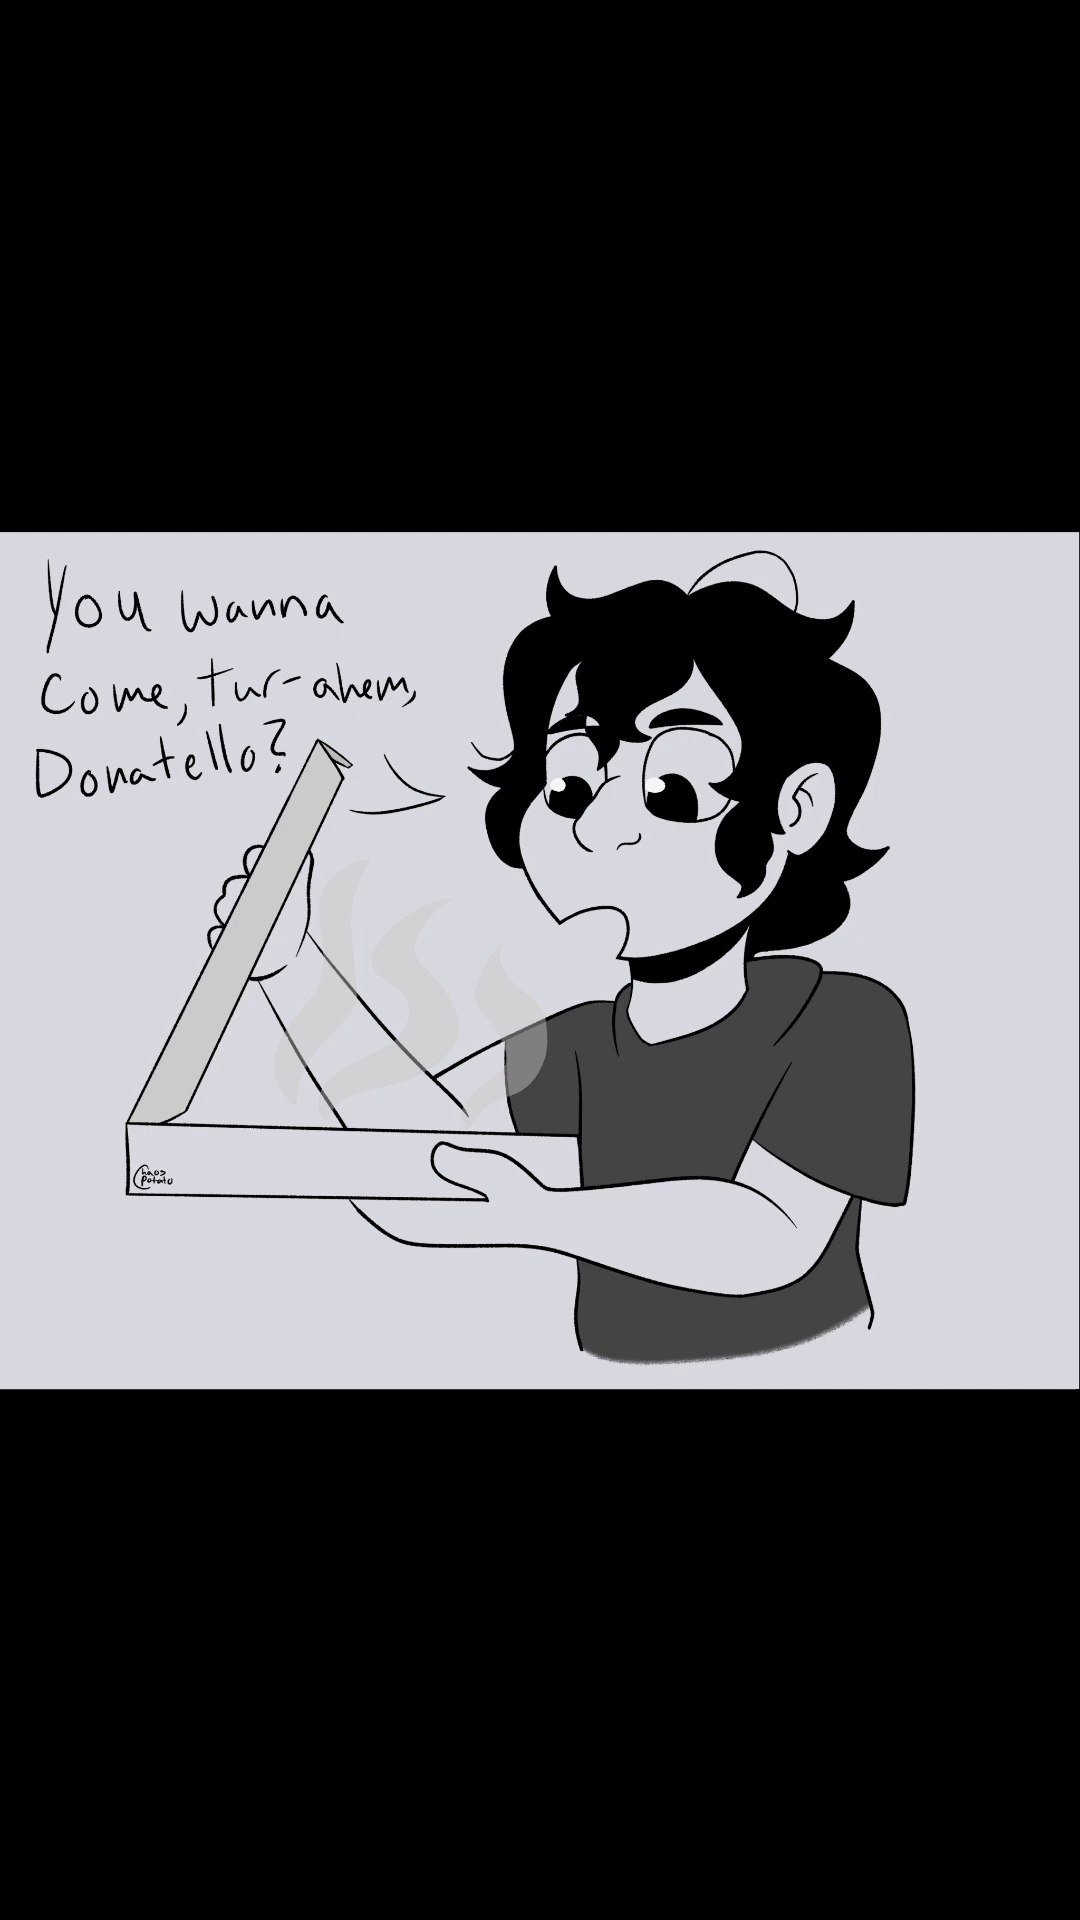 You wanna
Come, tur-ahem,
Donatello?
Chaos
Potato